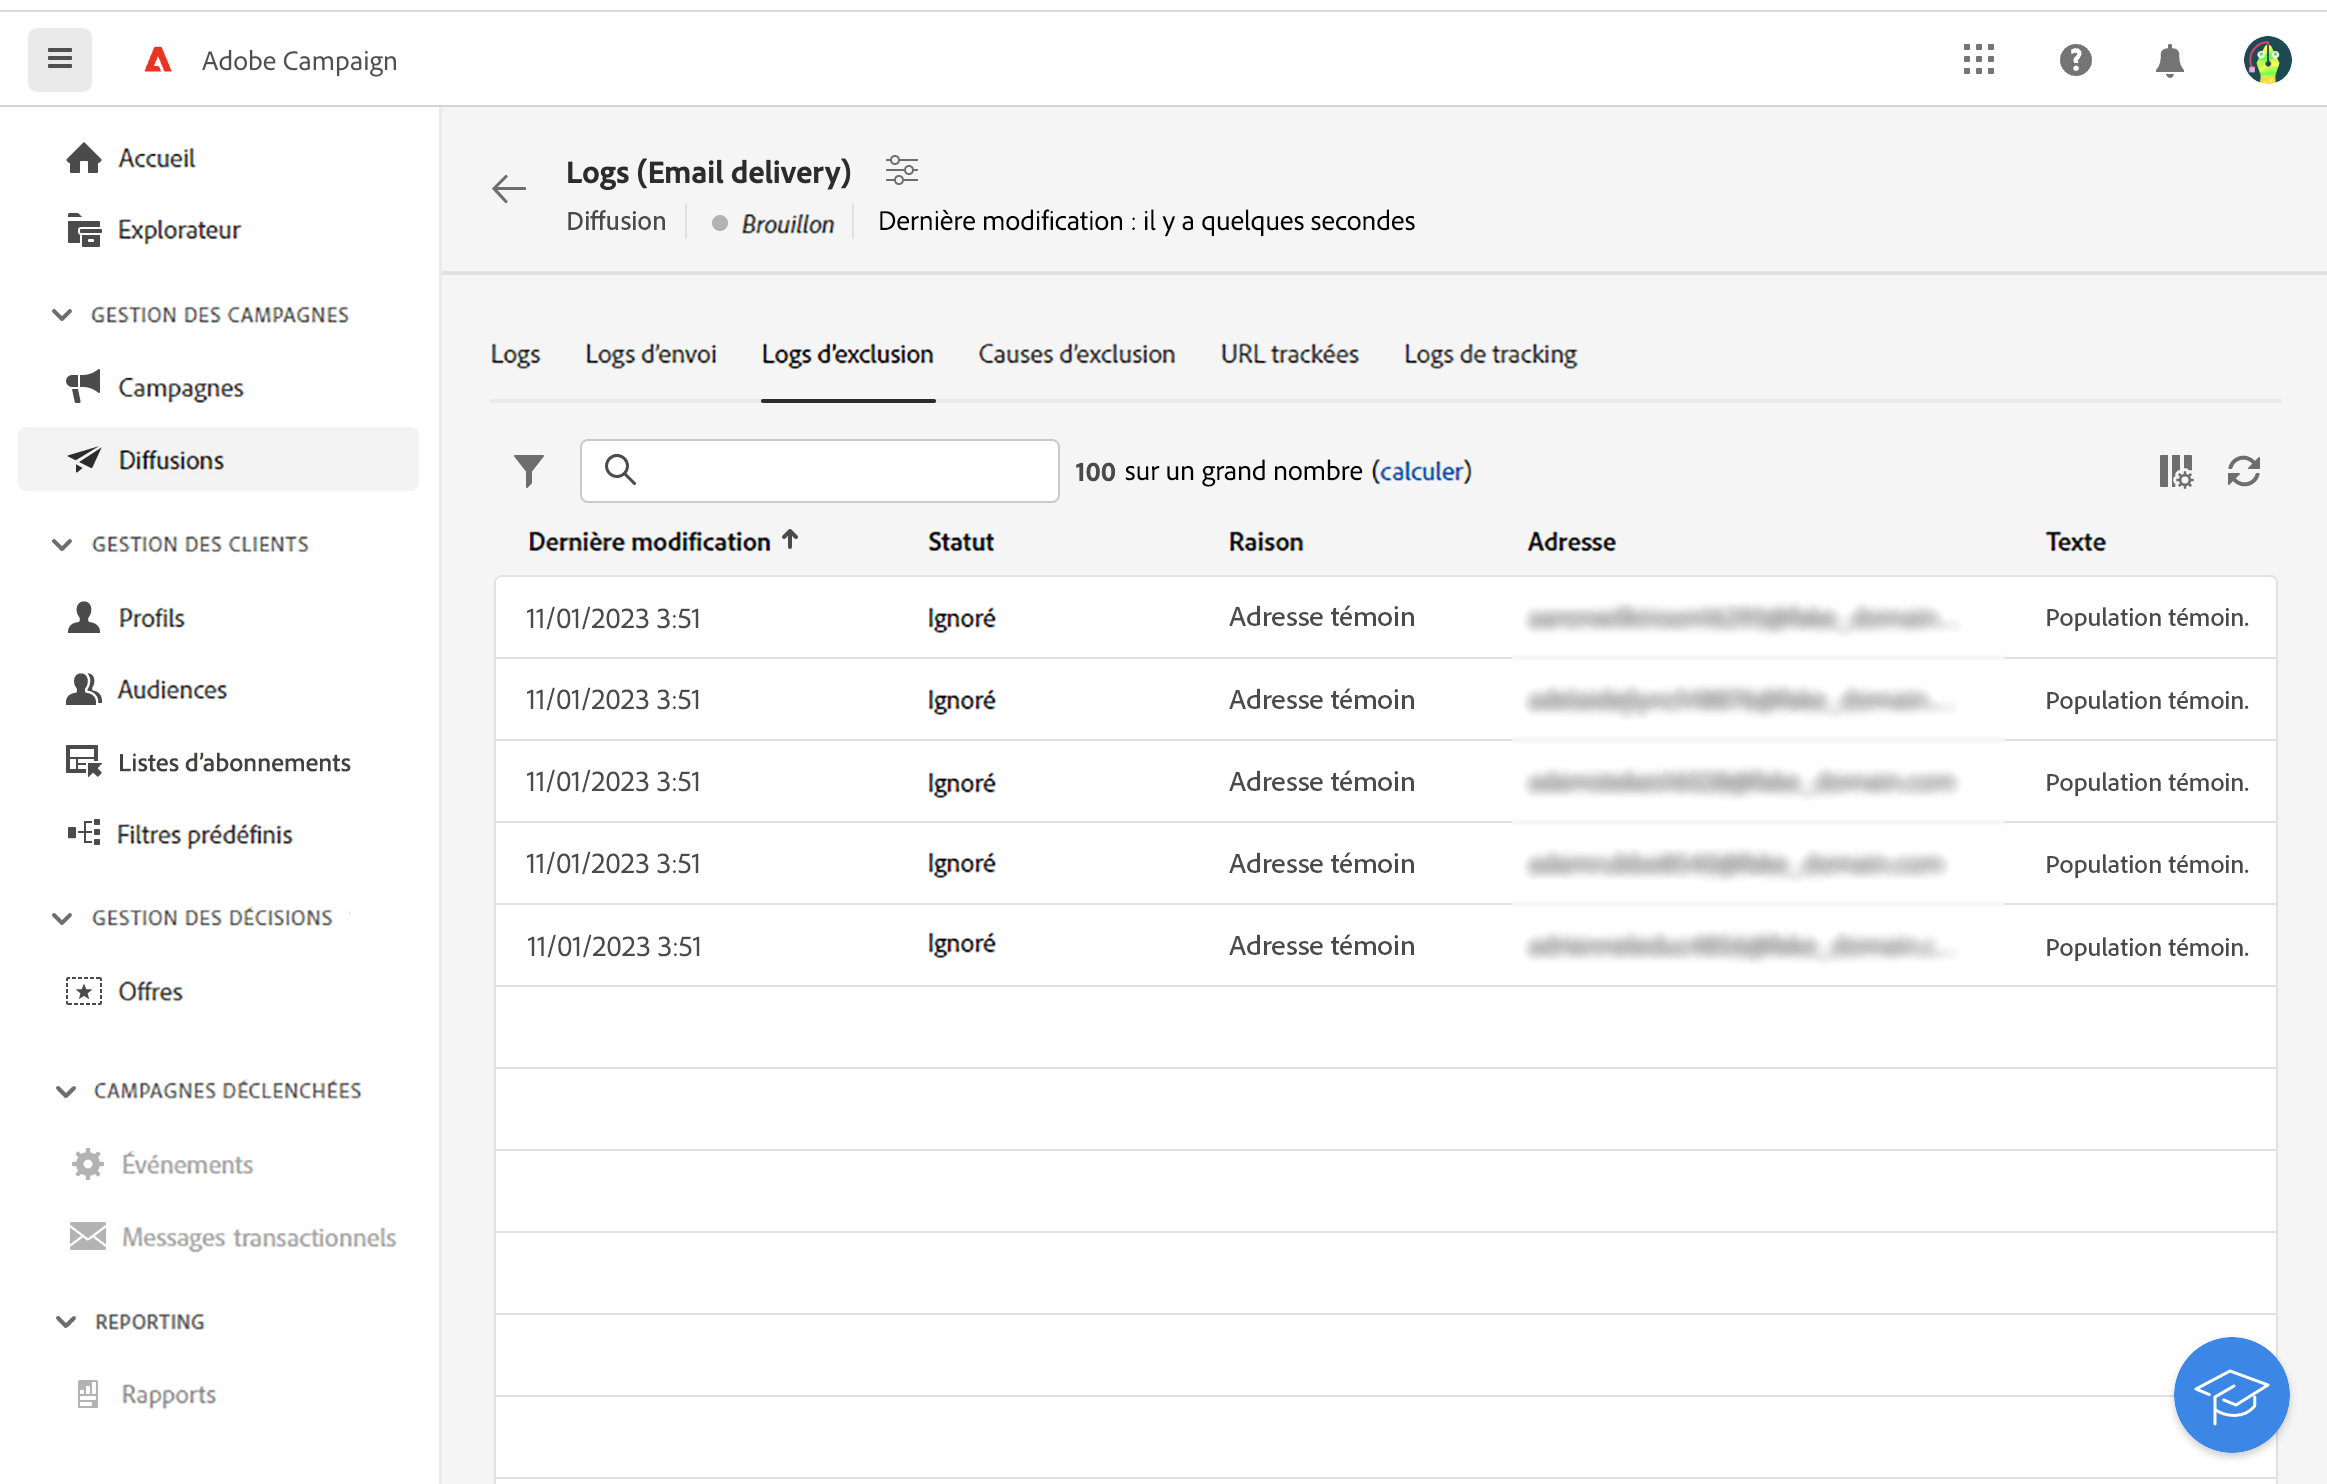 Adobe Campaign
Accueil
Explorateur
GESTION DES CAMPAGNES
Campagnes
Diffusions
GESTION DES CLIENTS
Profils
Audiences
Listes d’abonnements
Filtres prédéfinis
GESTION DES DÉCISIONS
Offres
CAMPAGNES DÉCLENCHÉES
Événements
Messages transactionnels
REPORTING
Rapports
Logs (Email delivery)
Diffusion Brouillon Dernière modification : il y a quelques secondes
Logs Logs d’envoi Logs d’exclusion Causes d’exclusion URL trackées Logs de tracking
100 sur un grand nombre (calculer)
Dernière modification Statut Raison Adresse Texte
11/01/2023 3:51 Ignoré Adresse témoin Population témoin.
11/01/2023 3:51 Ignoré Adresse témoin Population témoin.
11/01/2023 3:51 Ignoré Adresse témoin Population témoin.
11/01/2023 3:51 Ignoré Adresse témoin Population témoin.
11/01/2023 3:51 Ignoré Adresse témoin Population témoin.